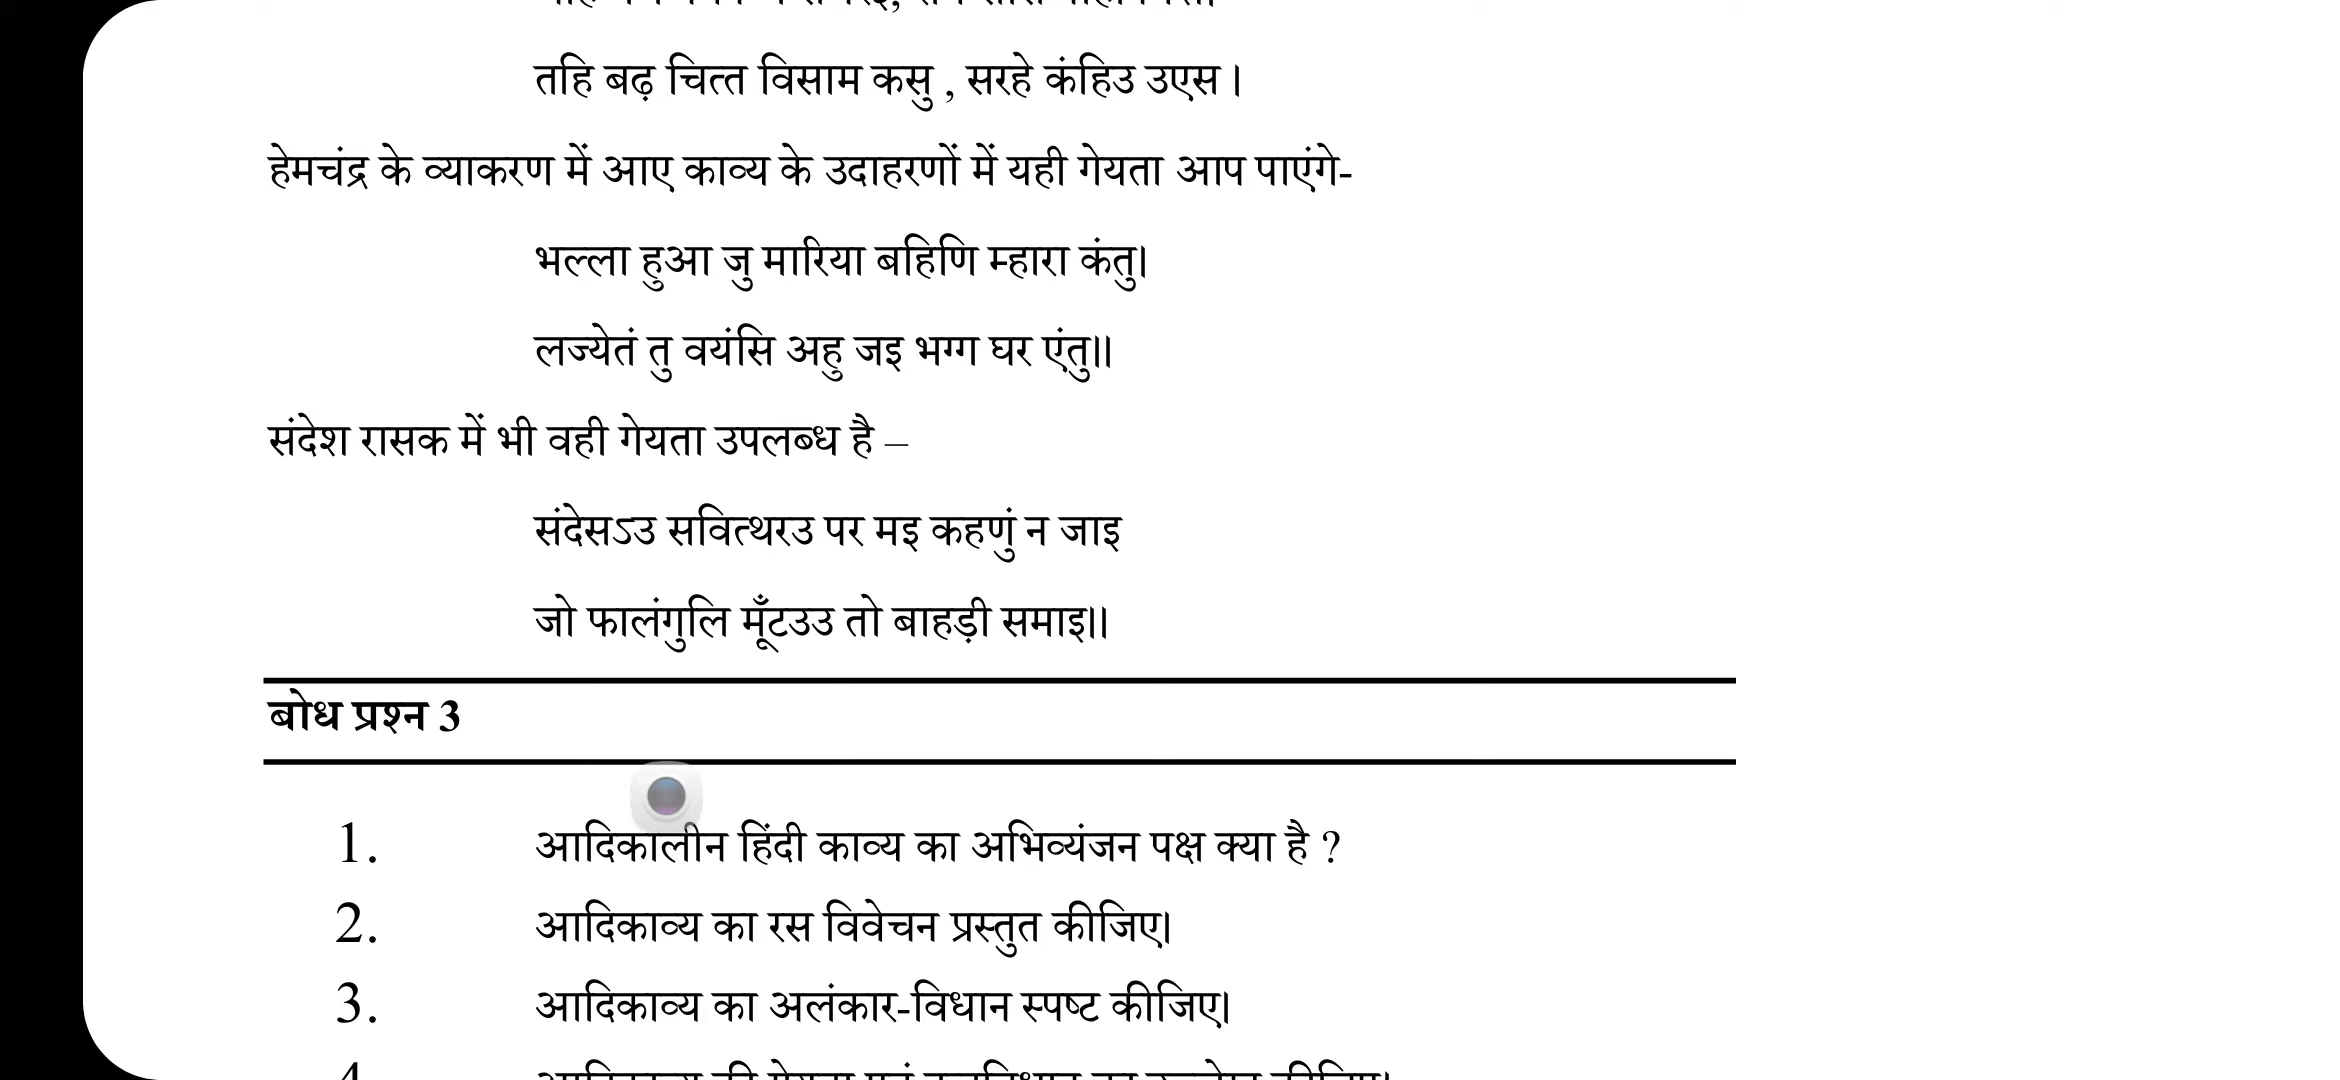 तहि बढ़ चित्त विसाम कसु , सरहे कंहिउ उएस ।
हेमचंद्र के व्याकरण में आए काव्य के उदाहरणों में यही गेयता आप पाएंगे-
भल्ला हुआ जु मारिया बहिणि म्हारा कंतु।
लज्येतं तु वयंसि अहु जइ भग्ग घर एंतु॥
संदेश रासक में भी वही गेयता उपलब्ध है –
संदेसऽउ सवित्थरउ पर मइ कहणुं न जाइ
जो फालंगुलि मूँटउउ तो बाहड़ी समाइ॥
बोध प्रश्न 3
1. आदिकालीन हिंदी काव्य का अभिव्यंजन पक्ष क्या है ?
2. आदिकाव्य का रस विवेचन प्रस्तुत कीजिए।
3. आदिकाव्य का अलंकार-विधान स्पष्ट कीजिए।